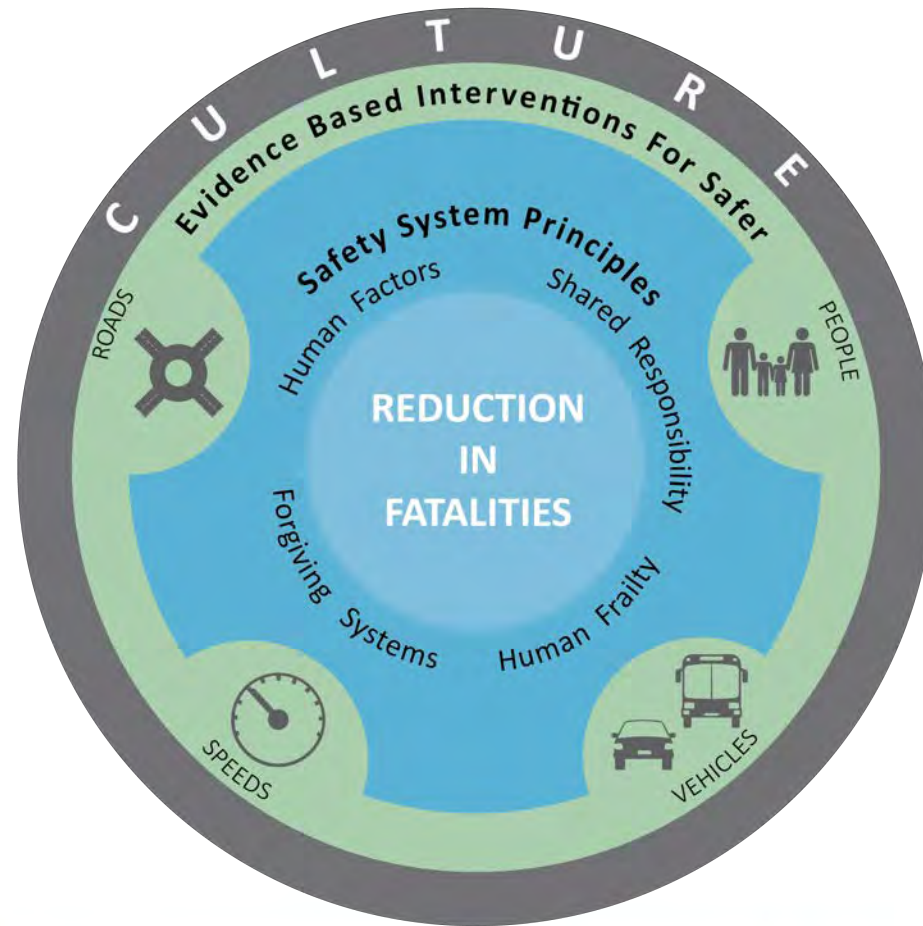 CULTURE
Evidence Based Interventions For Safer
Safety System Principles
Human Factors
Shared Responsibility
ROADS
PEOPLE
REDUCTION
IN
FATALITIES
Forgiving Systems
Human Frailty
SPEEDS
VEHICLES